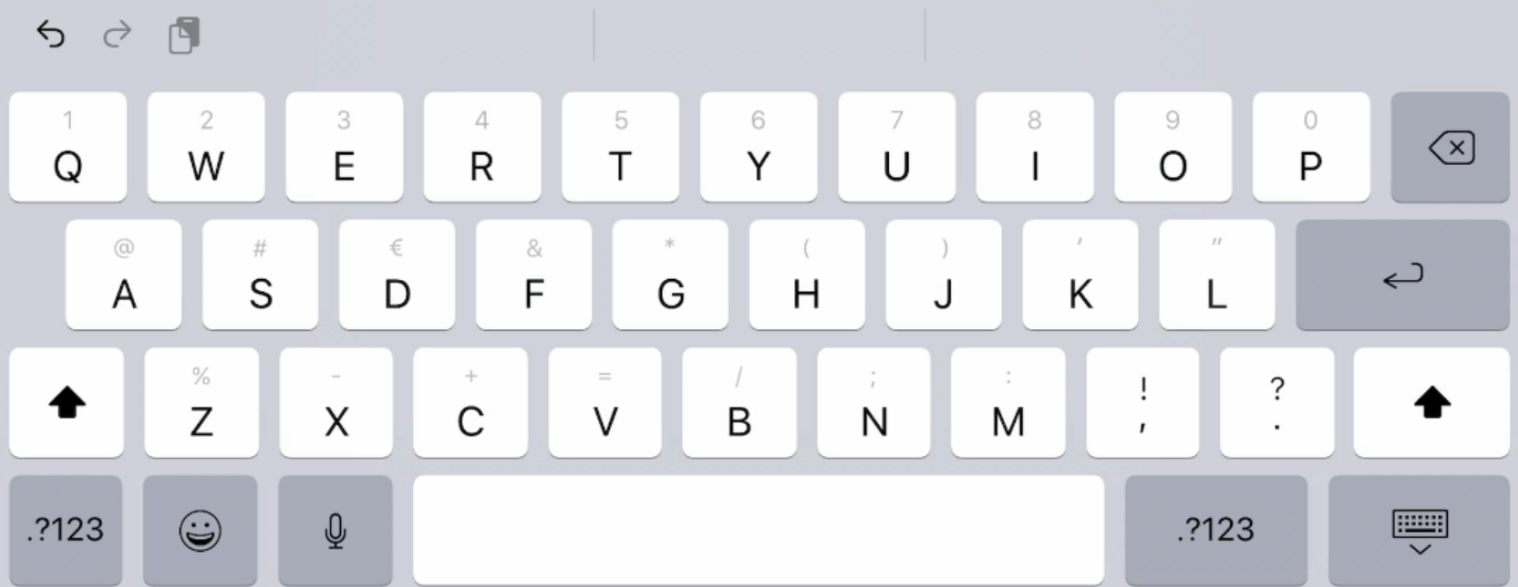 1 2 3 4 5 6 7 8 9 0
Q W E R T Y U I O P
@ # € & * ( ) ' "
A S D F G H J K L
% - + = / ; : ! ?
Z X C V B N M , .
.?123 .?123